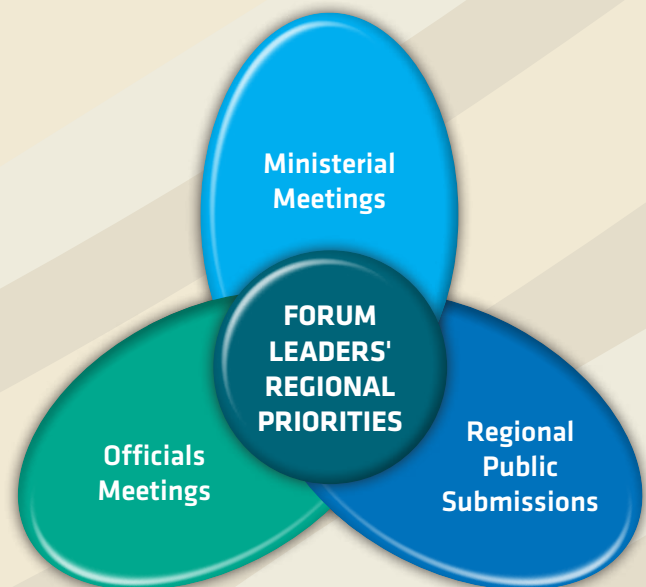 Ministerial
Meetings
FORUM
LEADERS'
REGIONAL
PRIORITIES
Officials
Meetings
Regional
Public
Submissions